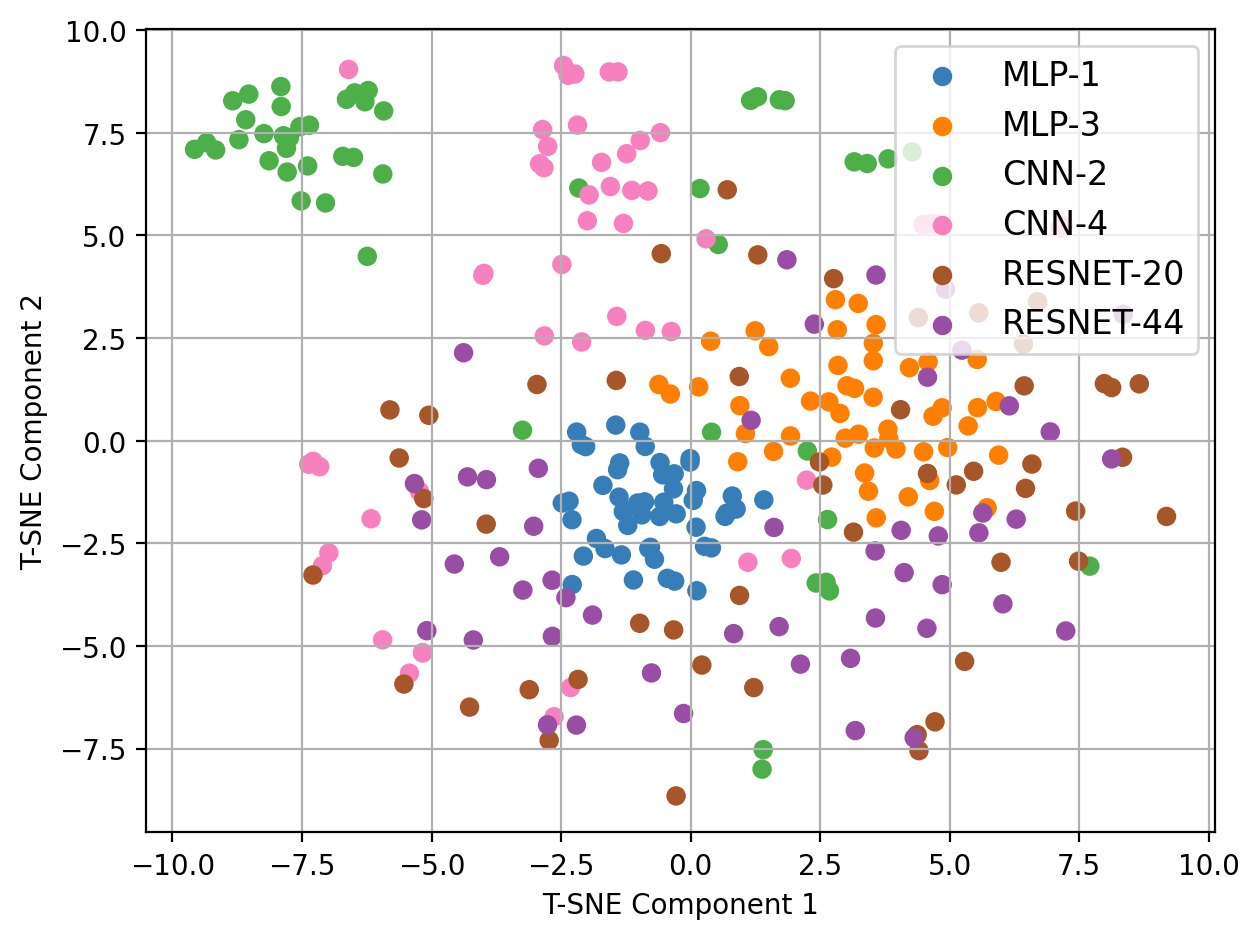 10.0
7.5
5.0
2.5
0.0
−2.5
−5.0
−7.5
T-SNE Component 2
MLP-1
MLP-3
CNN-2
CNN-4
RESNET-20
RESNET-44
−10.0 −7.5 −5.0 −2.5 0.0 2.5 5.0 7.5 10.0
T-SNE Component 1